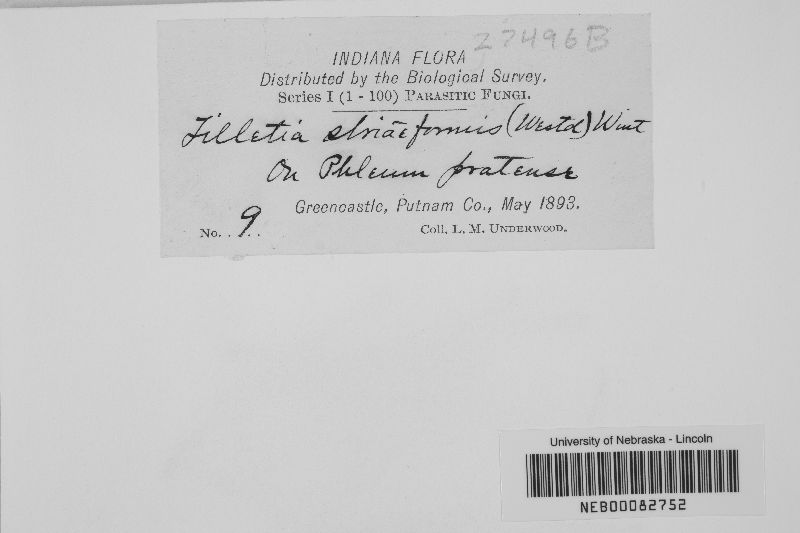 27496B
INDIANA FLORA
Distributed by the Biological Survey.
Series I (1 - 100) PARASITIC FUNGI.
Tilletia striaeformis (Westd) Wint
On Phleum pratense
Greencastle, Putnam Co., May 1893.
No. . 9 . .
Coll. L. M. UNDERWOOD.
University of Nebraska - Lincoln
NEB00082752